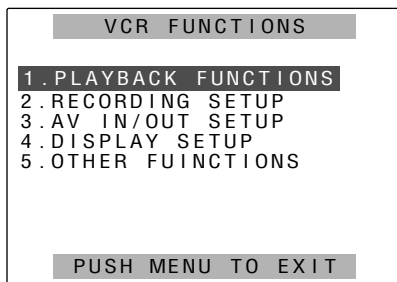 VCR FUNCTIONS
1.PLAYBACK FUNCTIONS
2.RECORDING SETUP
3.AV IN/OUT SETUP
4.DISPLAY SETUP
5.OTHER FUINCTIONS
PUSH MENU TO EXIT